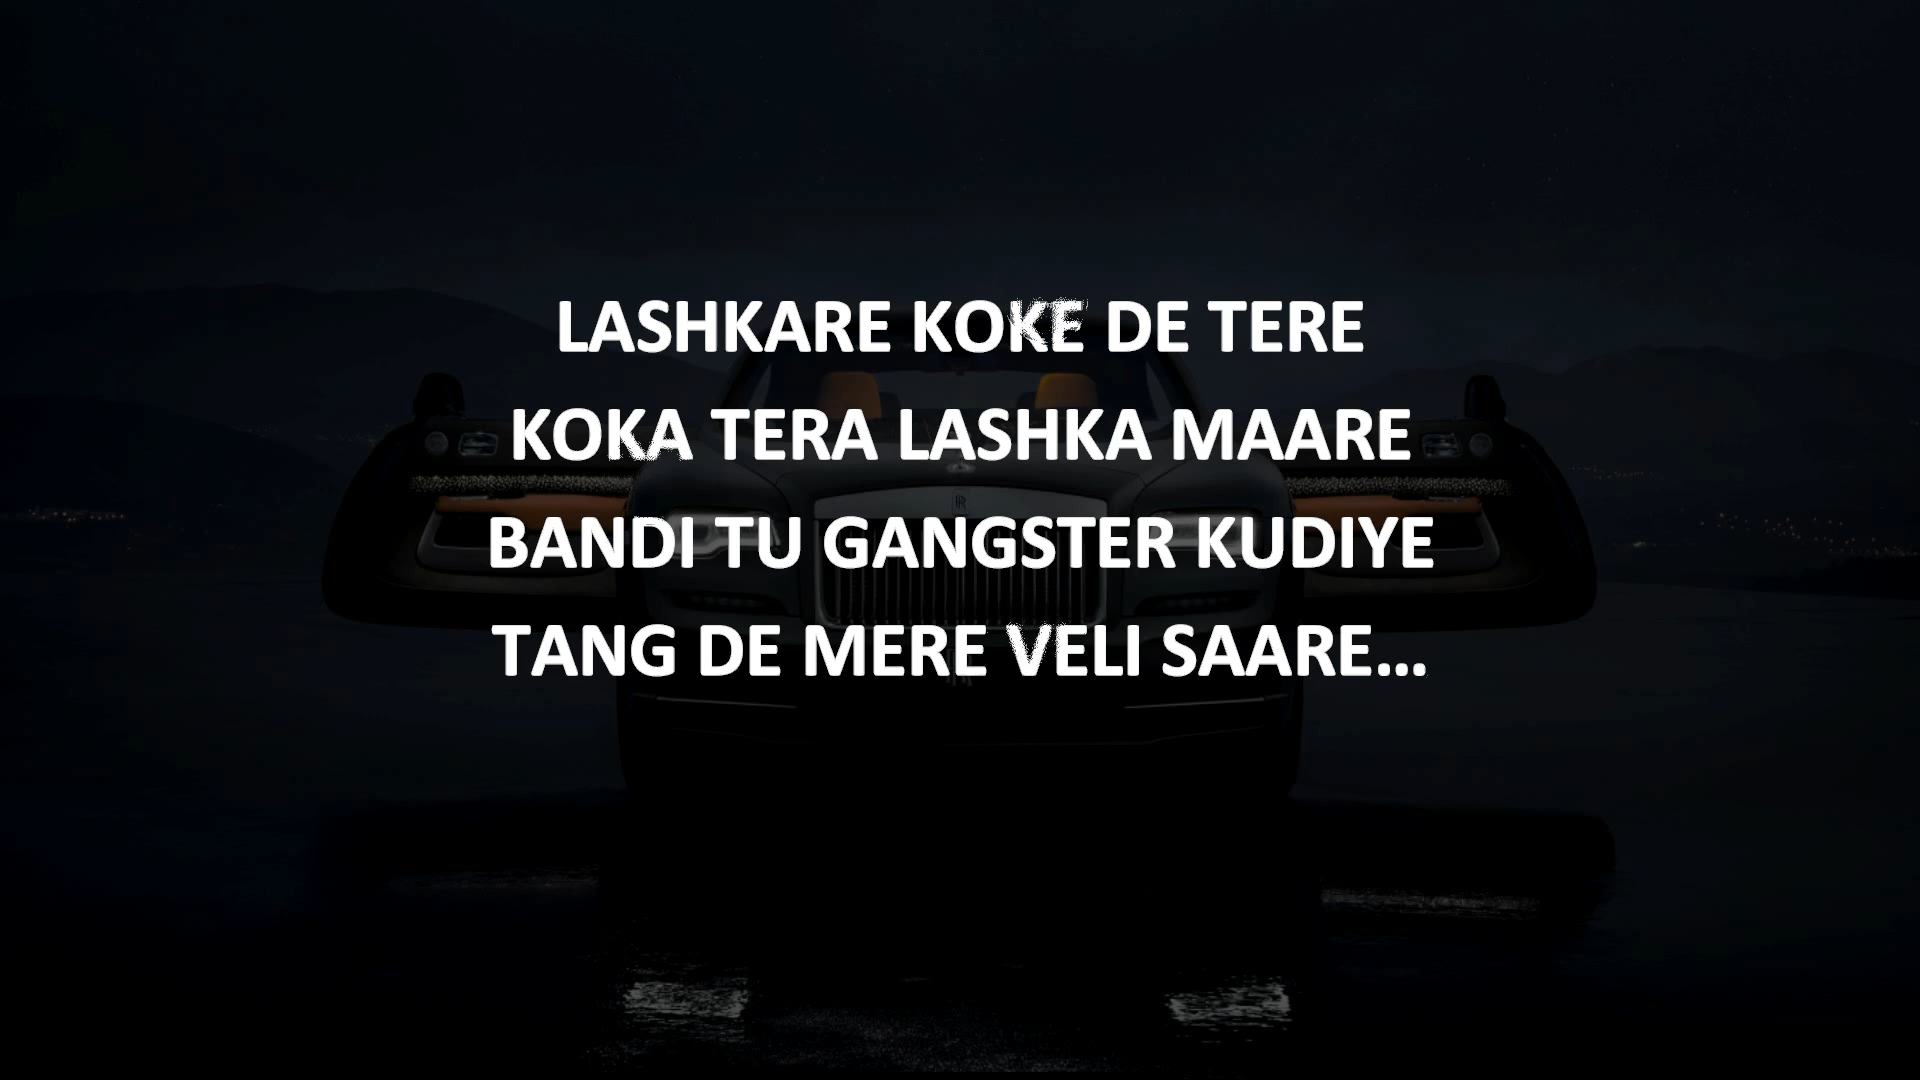 LASHKARE KOKE DE TERE
KOKA TERA LASHKA MAARE
BANDI TU GANGSTER KUDIYE
TANG DE MERE VELI SAARE...